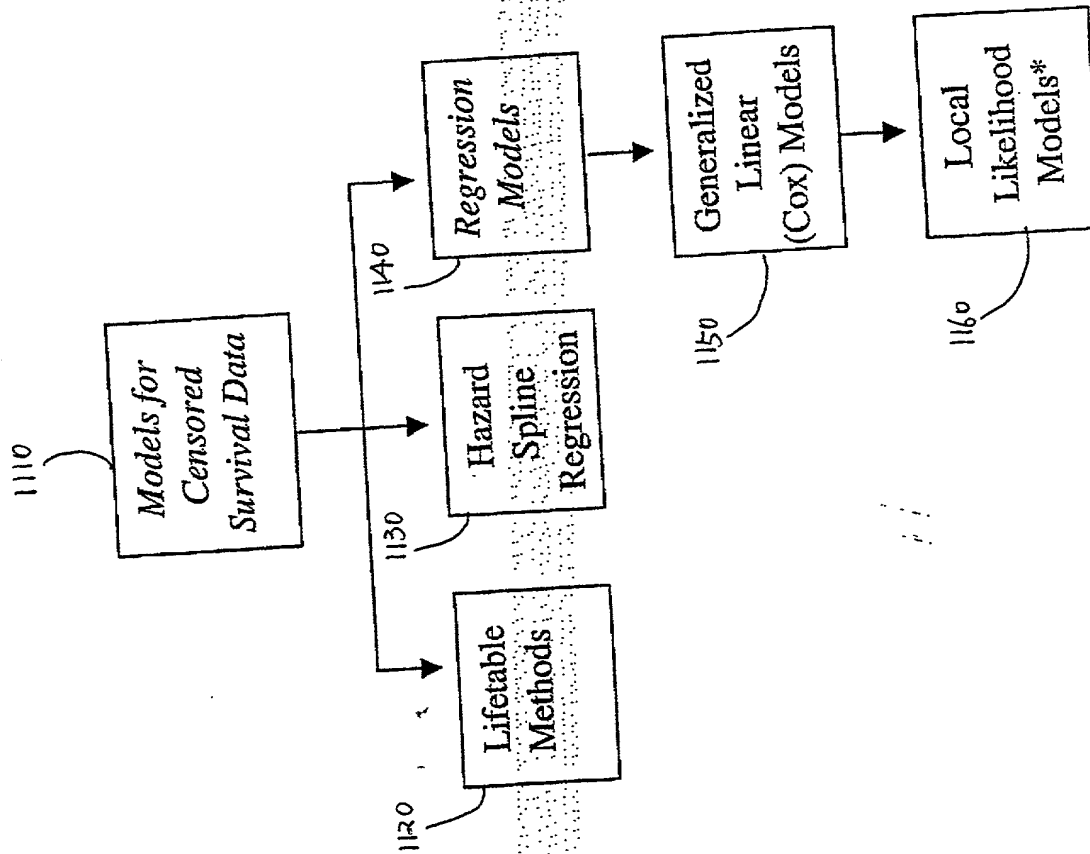 1110
Models for
Censored
Survival Data
1120
Lifetable
Methods
1130
Hazard
Spline
Regression
1140
Regression
Models
1150
Generalized
Linear
(Cox) Models
1160
Local
Likelihood
Models*